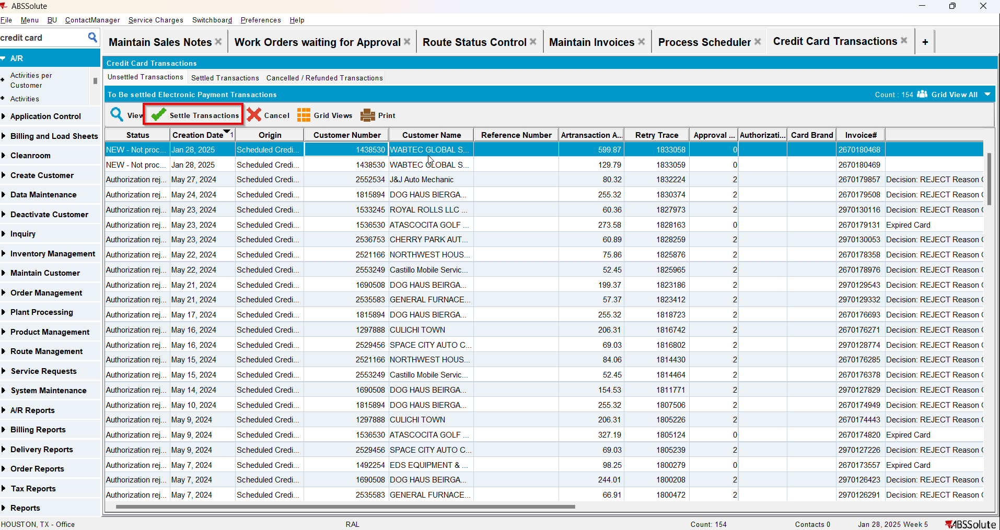 ABSSolute
File Menu BU ContactManager Service Charges Switchboard Preferences Help
credit card
Maintain Sales Notes Work Orders waiting for Approval Route Status Control Maintain Invoices Process Scheduler Credit Card Transactions +
A/R
Activities per
Customer
Activities
Application Control
Billing and Load Sheets
Cleanroom
Create Customer
Data Maintenance
Deactivate Customer
Inquiry
Inventory Management
Maintain Customer
Order Management
Plant Processing
Product Management
Route Management
Service Requests
System Maintenance
A/R Reports
Billing Reports
Delivery Reports
Order Reports
Tax Reports
Reports
Credit Card Transactions
Unsettled Transactions Settled Transactions Cancelled / Refunded Transactions
To Be settled Electronic Payment Transactions Count : 154 Grid View All
View Settle Transactions Cancel Grid Views Print
Status Creation Date 1 Origin Customer Number Customer Name Reference Number Artransaction A... Retry Trace Approval ... Authorizati... Card Brand Invoice#
NEW - Not proc... Jan 28, 2025 Scheduled Credi... 1438530 WABTEC GLOBAL S... 599.87 1833058 0 2670180468
NEW - Not proc... Jan 28, 2025 Scheduled Credi... 1438530 WABTEC GLOBAL S... 129.79 1833059 0 2670180469
Authorization rej... May 27, 2024 Scheduled Credi... 2552534 J&J Auto Mechanic 80.32 1832224 2 2670179857 Decision: REJECT Reason
Authorization rej... May 24, 2024 Scheduled Credi... 1815894 DOG HAUS BIERGA... 255.32 1830374 2 2670179508 Decision: REJECT Reason
Authorization rej... May 23, 2024 Scheduled Credi... 1533245 ROYAL ROLLS LLC ... 60.36 1827973 2 2970130116 Decision: REJECT Reason
Authorization rej... May 23, 2024 Scheduled Credi... 1536530 ATASCOCITA GOLF ... 273.58 1828163 0 2670179131 Expired Card
Authorization rej... May 23, 2024 Scheduled Credi... 2536753 CHERRY PARK AUT... 60.89 1828259 2 2970130053 Decision: REJECT Reason
Authorization rej... May 22, 2024 Scheduled Credi... 2521166 NORTHWEST HOUS... 75.86 1825876 2 2670178358 Decision: REJECT Reason
Authorization rej... May 22, 2024 Scheduled Credi... 2553249 Castillo Mobile Servic... 52.45 1825965 2 2670178976 Decision: REJECT Reason
Authorization rej... May 21, 2024 Scheduled Credi... 1690508 DOG HAUS BEIRGA... 199.37 1823186 2 2970129543 Decision: REJECT Reason
Authorization rej... May 21, 2024 Scheduled Credi... 2535583 GENERAL FURNACE... 57.37 1823412 2 2970129332 Decision: REJECT Reason
Authorization rej... May 17, 2024 Scheduled Credi... 1815894 DOG HAUS BIERGA... 255.32 1818723 2 2670176693 Decision: REJECT Reason
Authorization rej... May 16, 2024 Scheduled Credi... 1297888 CULICHI TOWN 206.31 1816742 2 2670176271 Decision: REJECT Reason
Authorization rej... May 16, 2024 Scheduled Credi... 2529456 SPACE CITY AUTO C... 69.03 1816802 2 2970128774 Decision: REJECT Reason
Authorization rej... May 15, 2024 Scheduled Credi... 2521166 NORTHWEST HOUS... 84.06 1814430 2 2670176285 Decision: REJECT Reason
Authorization rej... May 15, 2024 Scheduled Credi... 2553249 Castillo Mobile Servic... 52.45 1814464 2 2670176378 Decision: REJECT Reason
Authorization rej... May 14, 2024 Scheduled Credi... 1690508 DOG HAUS BEIRGA... 154.53 1811771 2 2970127829 Decision: REJECT Reason
Authorization rej... May 10, 2024 Scheduled Credi... 1815894 DOG HAUS BIERGA... 255.32 1807506 2 2670174949 Decision: REJECT Reason
Authorization rej... May 9, 2024 Scheduled Credi... 1297888 CULICHI TOWN 206.31 1805226 2 2670174443 Decision: REJECT Reason
Authorization rej... May 9, 2024 Scheduled Credi... 1536530 ATASCOCITA GOLF ... 327.19 1805124 0 2670174820 Expired Card
Authorization rej... May 9, 2024 Scheduled Credi... 2529456 SPACE CITY AUTO C... 69.03 1805239 2 2970127226 Decision: REJECT Reason
Authorization rej... May 7, 2024 Scheduled Credi... 1492254 EDS EQUIPMENT & ... 98.25 1800279 0 2670173557 Expired Card
Authorization rej... May 7, 2024 Scheduled Credi... 1690508 DOG HAUS BEIRGA... 244.01 1800208 2 2970126423 Decision: REJECT Reason
Authorization rej... May 7, 2024 Scheduled Credi... 2535583 GENERAL FURNACE... 66.91 1800472 2 2970126291 Decision: REJECT Reason
HOUSTON, TX - Office RAL Count: 154 Contacts 0 Jan 28, 2025 Week 5 ABSSolute